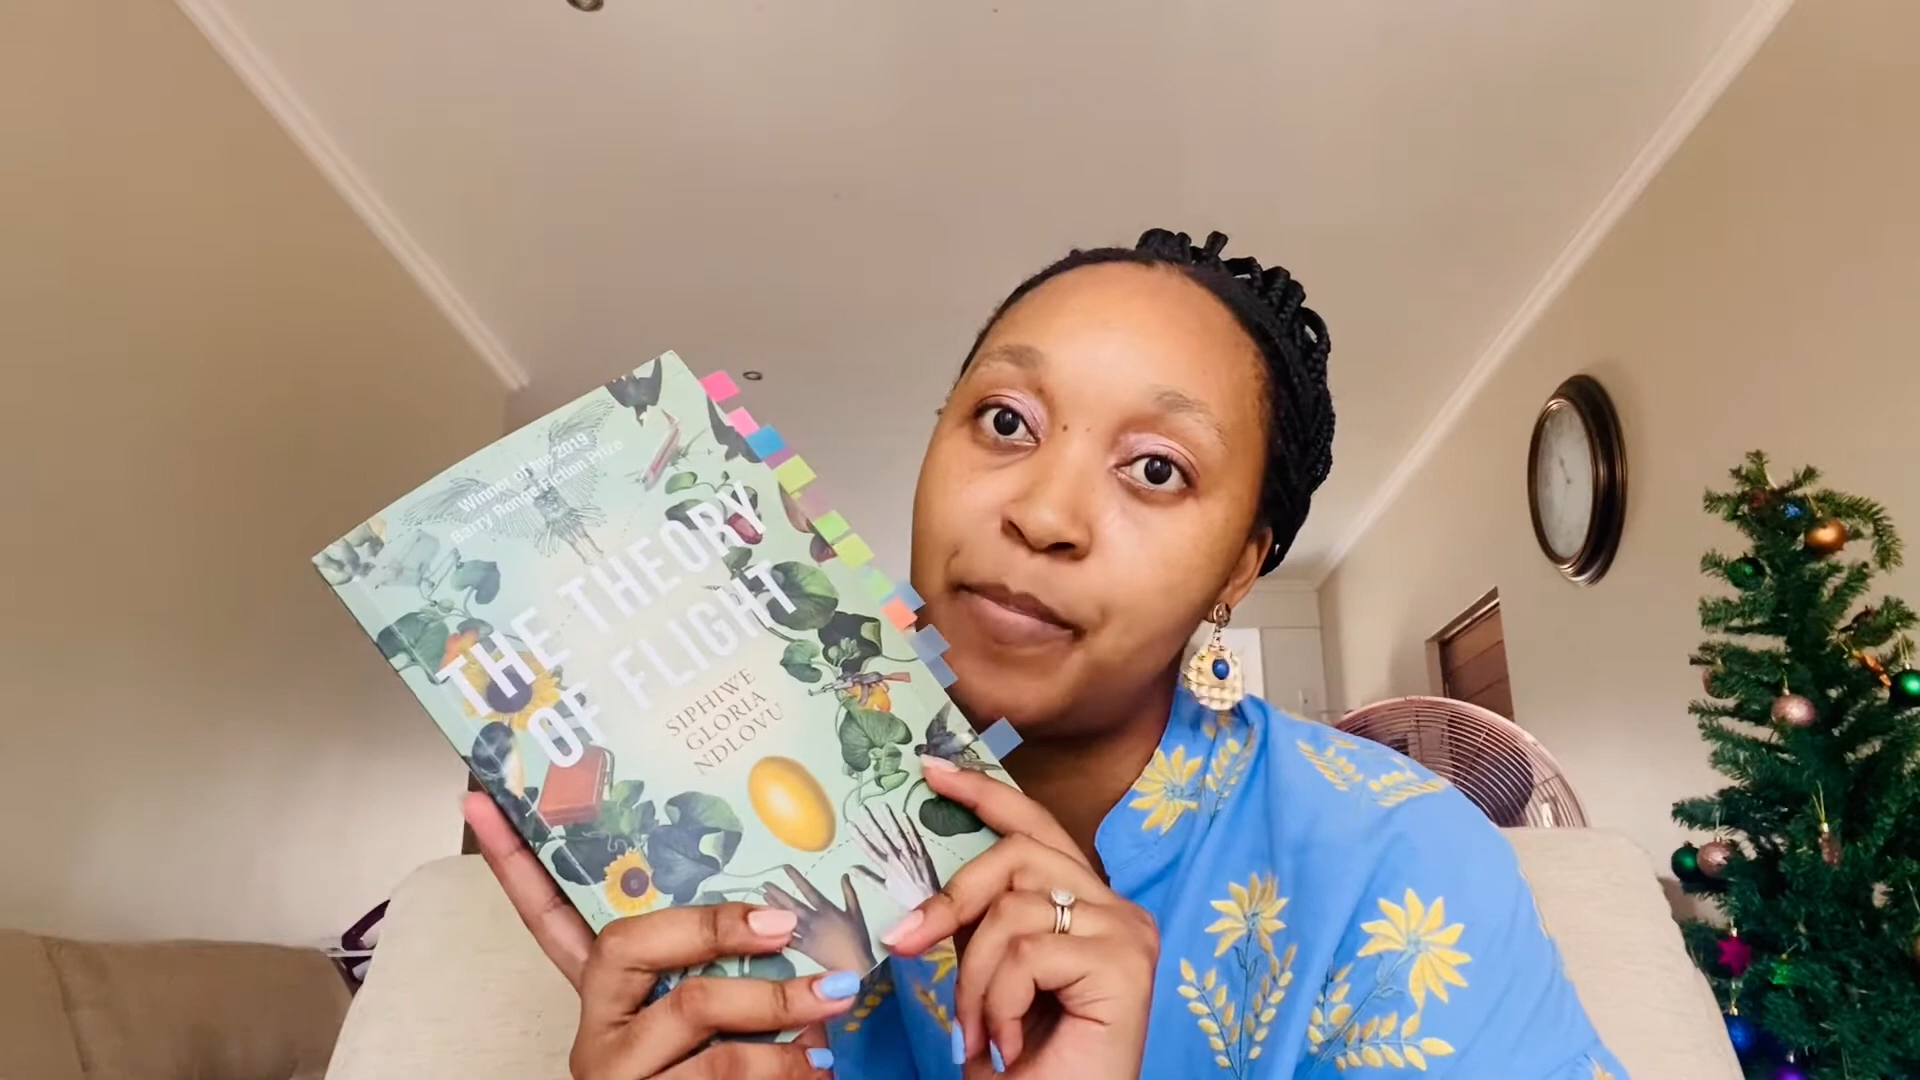 Winner of the 2019
Barry Ronge Fiction Prize
THE THEORY
OF FLIGHT
SIPHIWE
GLORIA
NDLOVU